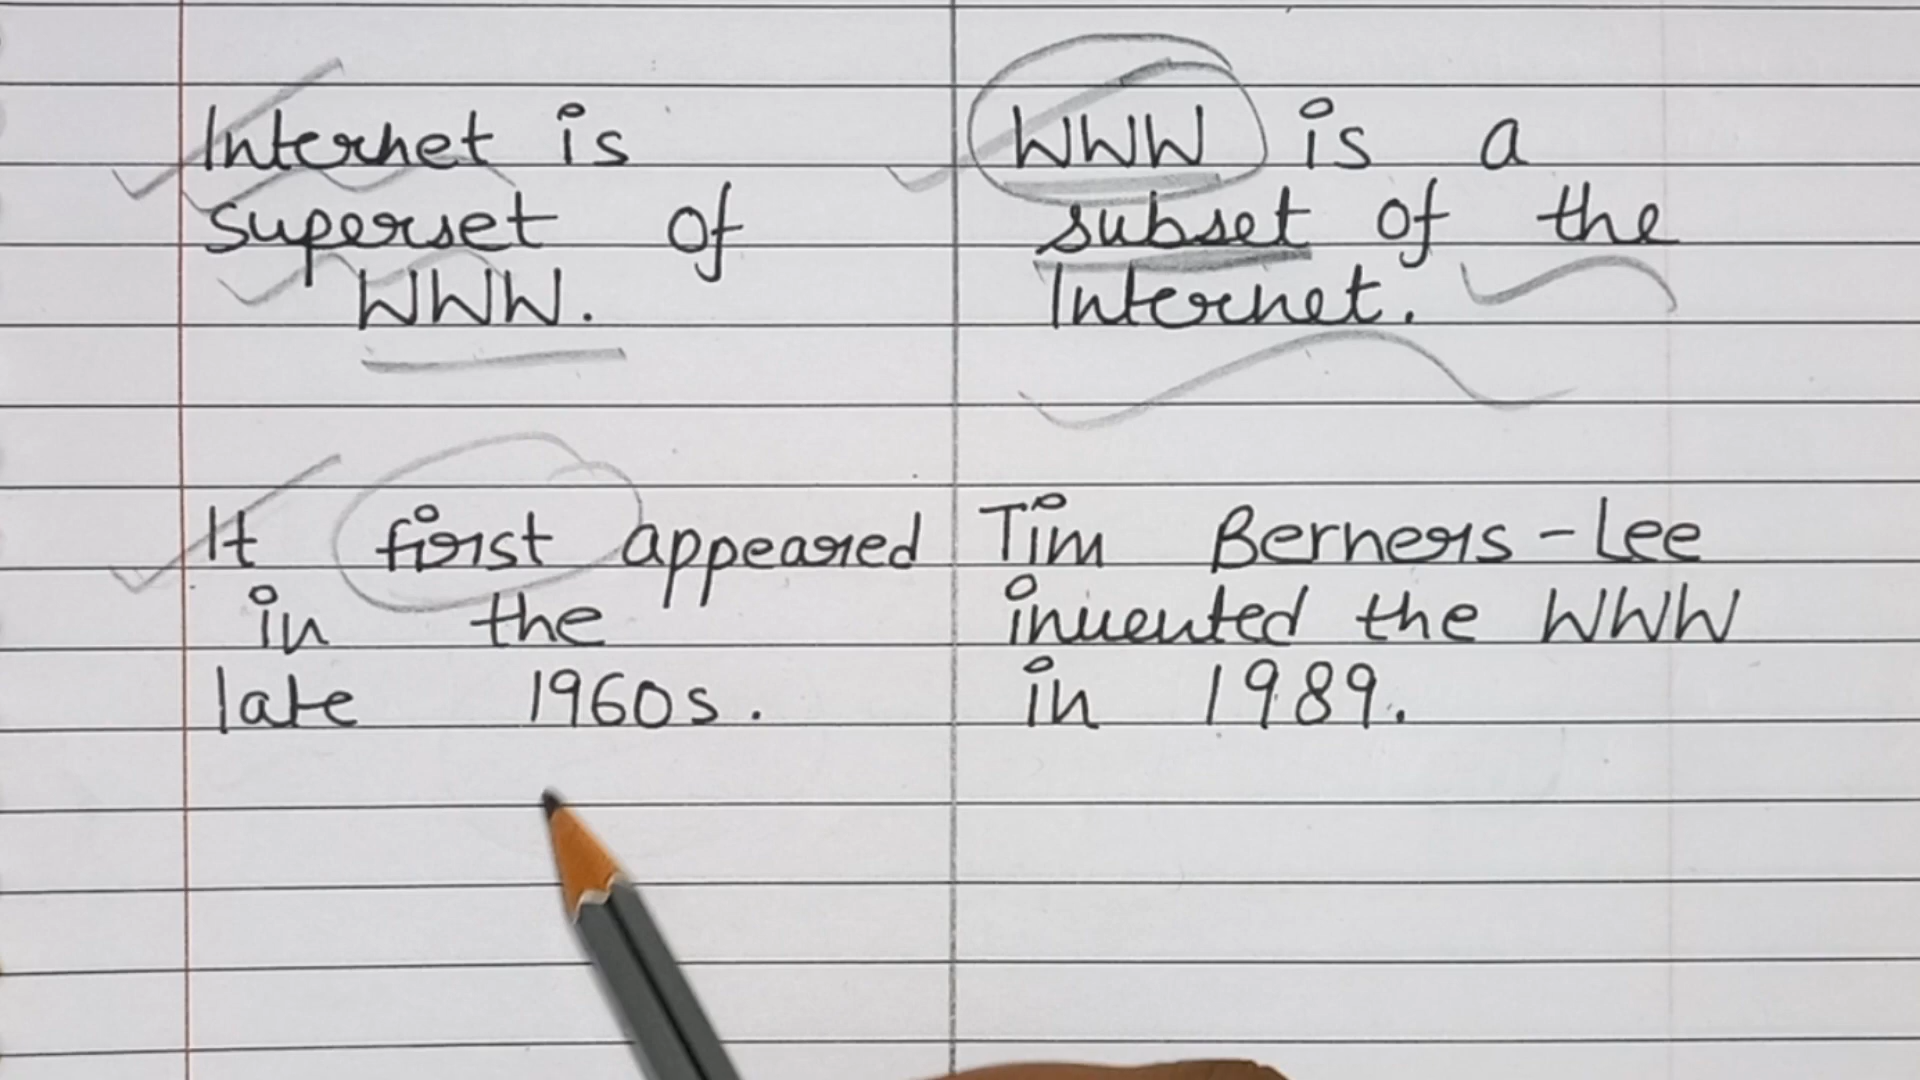 Internet is
superset of
WWW.
It first appeared
in the
late 1960s.
WWW is a
subset of the
Internet.
Tim Berners-Lee
invented the WWW
in 1989.